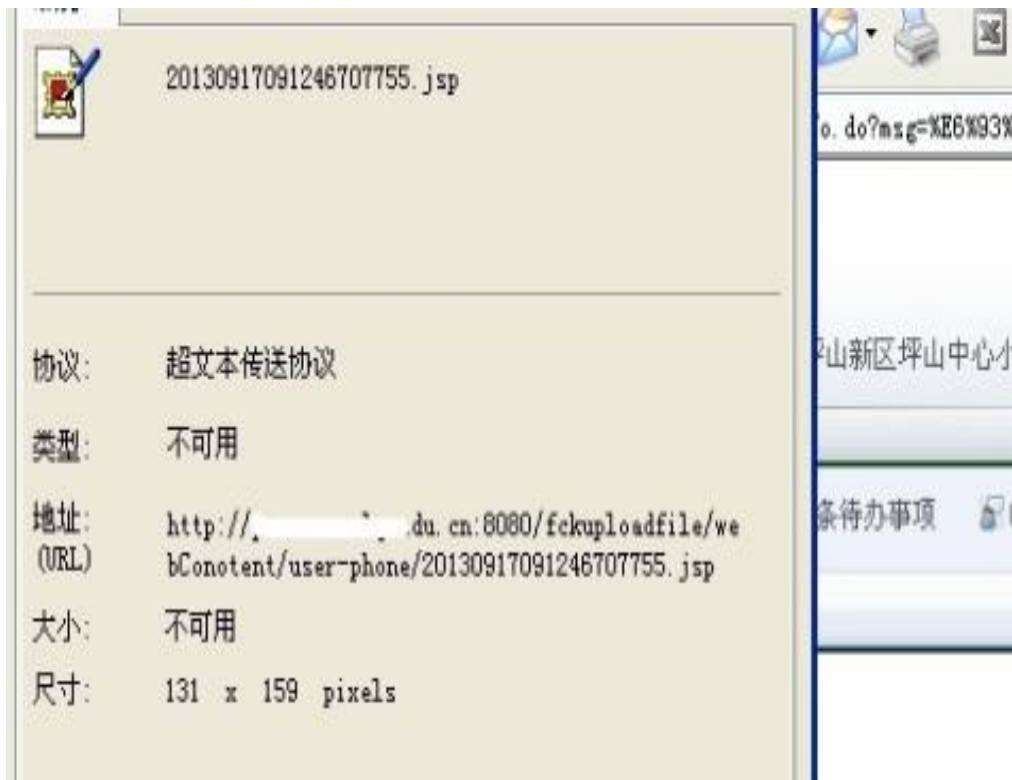 20130917091246707755.jsp
o.do?msg=%E6%93%
协议: 超文本传送协议
坪山新区坪山中心小
类型: 不可用
地址: (URL)
http:// .du.cn:8080/fckuploadfile/we
bConotent/user-phone/20130917091246707755.jsp
条待办事项
大小: 不可用
尺寸: 131 x 159 pixels